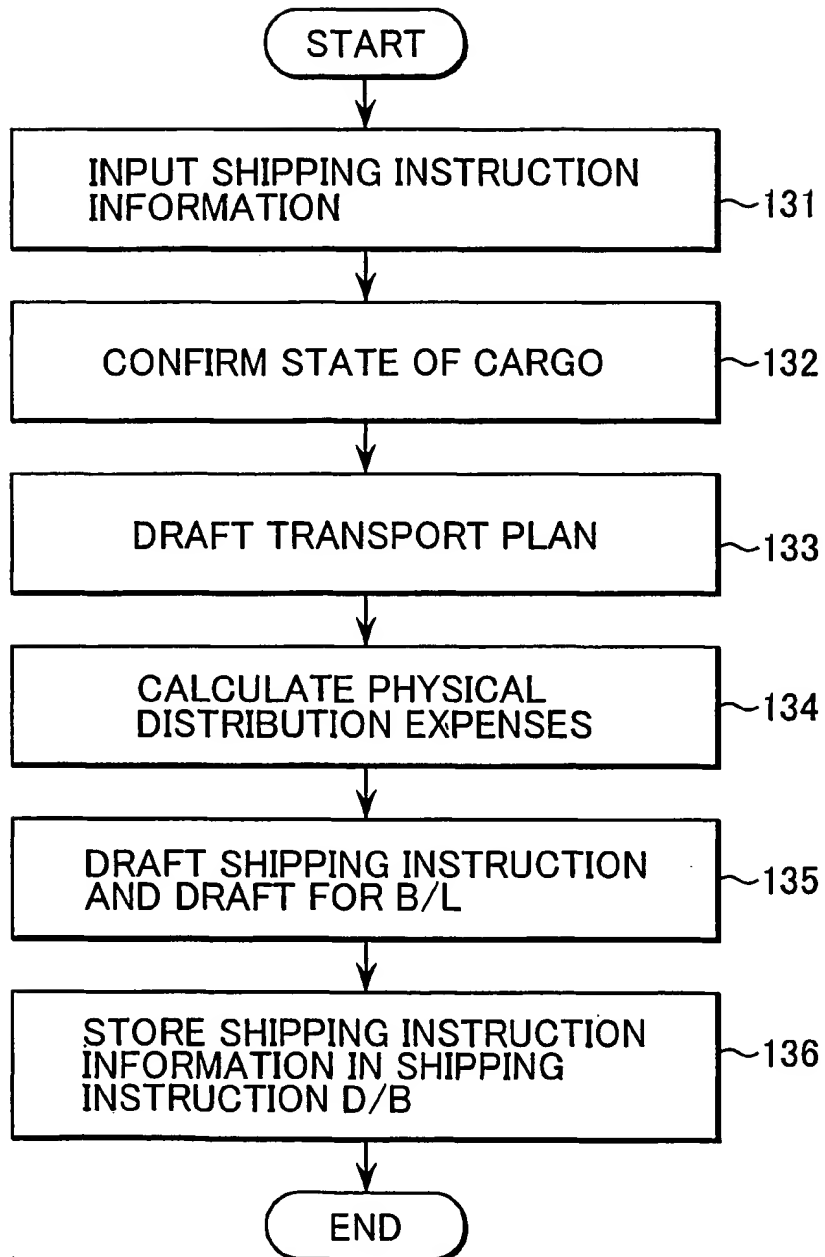 START
INPUT SHIPPING INSTRUCTION
INFORMATION
131
CONFIRM STATE OF CARGO
132
DRAFT TRANSPORT PLAN
133
CALCULATE PHYSICAL
DISTRIBUTION EXPENSES
134
DRAFT SHIPPING INSTRUCTION
AND DRAFT FOR B/L
135
STORE SHIPPING INSTRUCTION
INFORMATION IN SHIPPING
INSTRUCTION D/B
136
END